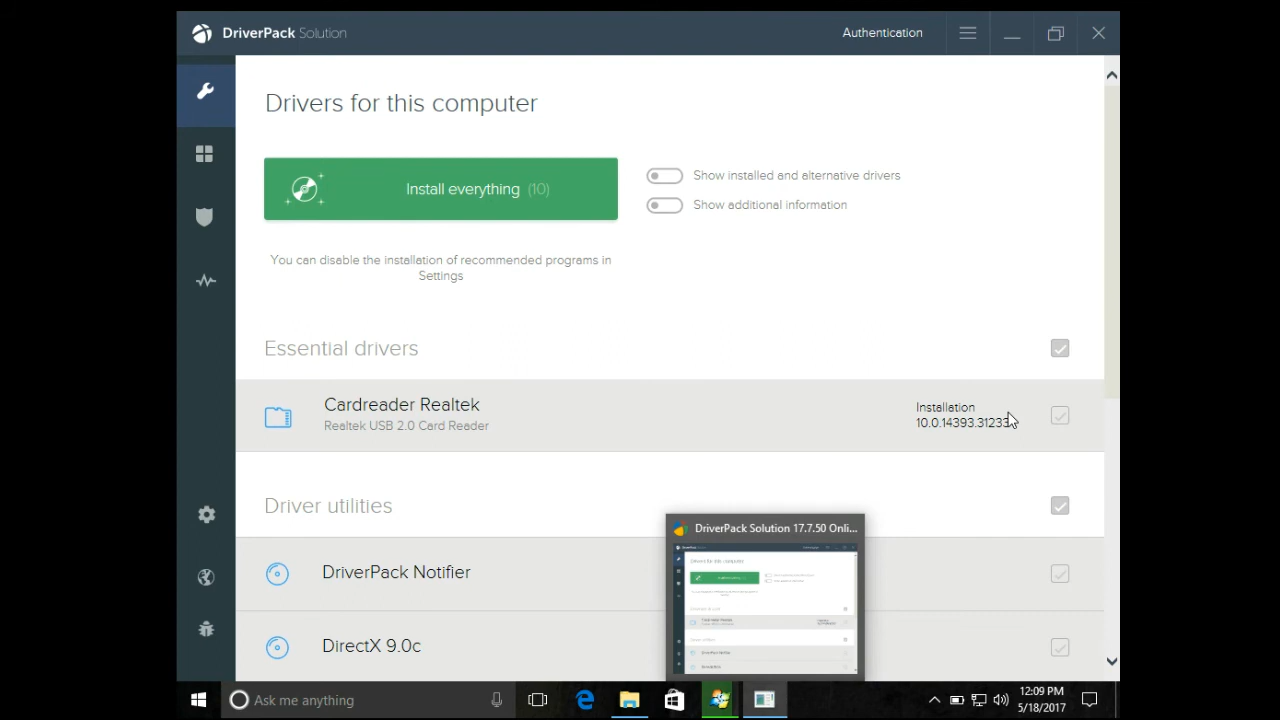 DriverPack Solution
Authentication
Drivers for this computer
Install everything (10)
Show installed and alternative drivers
Show additional information
You can disable the installation of recommended programs in
Settings
Essential drivers
Cardreader Realtek
Realtek USB 2.0 Card Reader
Installation
10.0.14393.31233
Driver utilities
DriverPack Solution 17.7.50 Onli...
DriverPack Notifier
DirectX 9.0c
Ask me anything
12:09 PM
5/18/2017